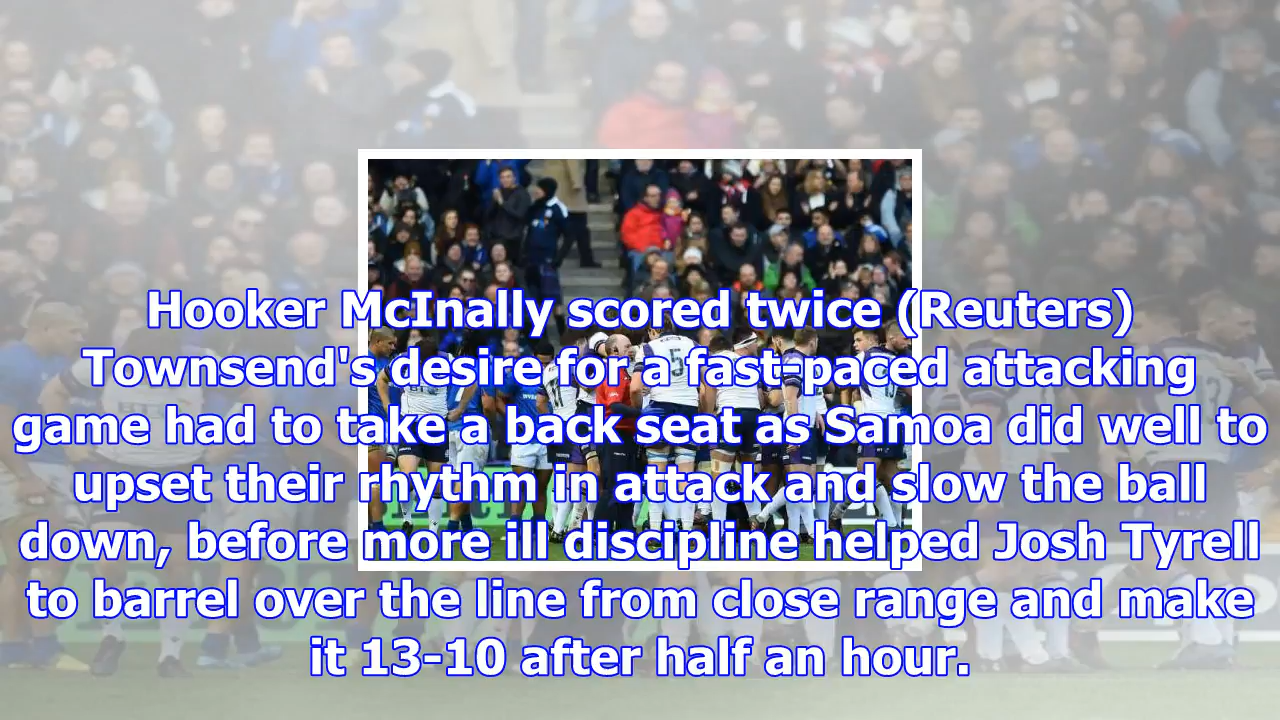 Hooker McInally scored twice (Reuters)
Townsend's desire for a fast-paced attacking
game had to take a back seat as Samoa did well to
upset their rhythm in attack and slow the ball
down, before more ill discipline helped Josh Tyrell
to barrel over the line from close range and make
it 13-10 after half an hour.
5